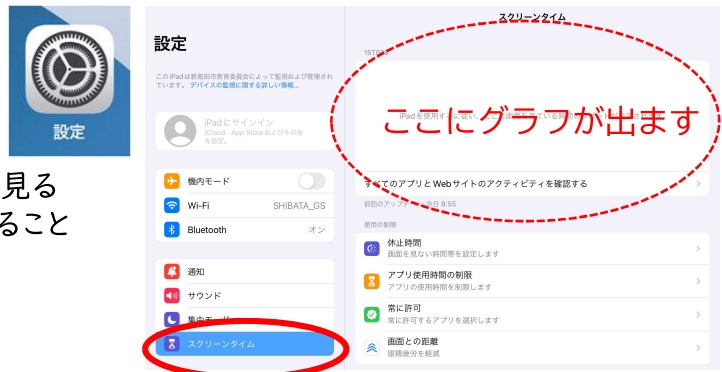 設定
見る
ること
設定
このiPadは新発田市教育委員会によって監視および管理され
ています。デバイスの監視に関する詳しい情報...
iPadにサインイン
iCloud、App Storeおよびその他
を設定。
機内モード
Wi-Fi
SHIBATA_GS
Bluetooth
オン
通知
サウンド
集中モード
スクリーンタイム
スクリーンタイム
ここにグラフが出ます
すべてのアプリとWebサイトのアクティビティを確認する
今日 8:55
使用の制限
休止時間
画面を見ない時間帯を設定します
アプリ使用時間の制限
アプリの使用時間を制限します
常に許可
常に許可するアプリを選択します
画面との距離
眼精疲労を軽減